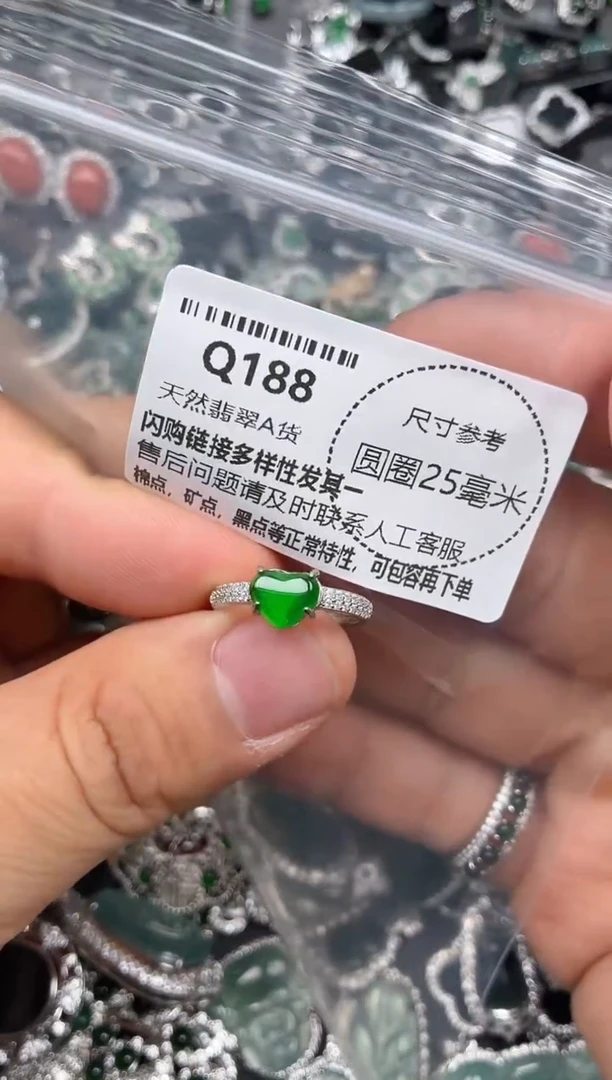 Q188
天然翡翠A货
闪购链接多样性发其一
售后问题请及时联系人工客服
棉点，矿点，黑点等正常特性，可包容再下单
尺寸参考
圆圈25毫米